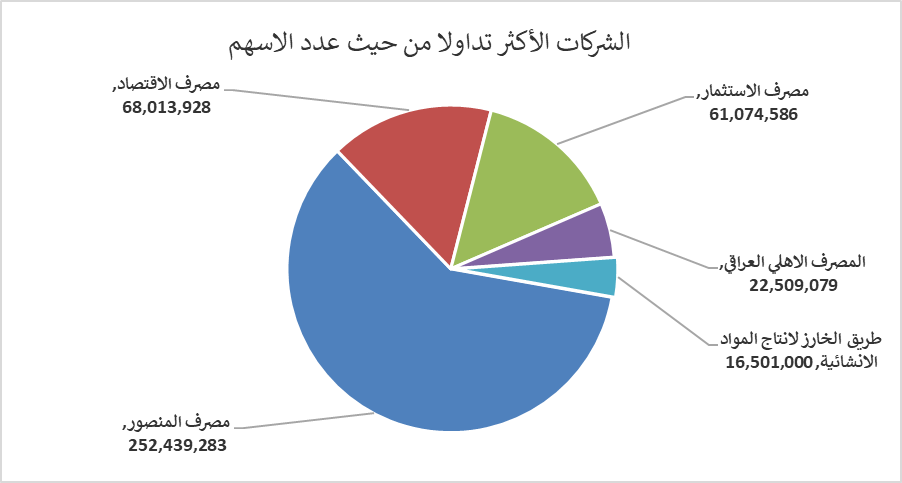 الشركات الأكثر تداولا من حيث عدد الاسهم
مصرف الاستثمار,
61,074,586
مصرف الاقتصاد,
68,013,928
المصرف الاهلي العراقي,
22,509,079
طريق الخازر لانتاج المواد
الانشائية, 16,501,000
مصرف المنصور,
252,439,283